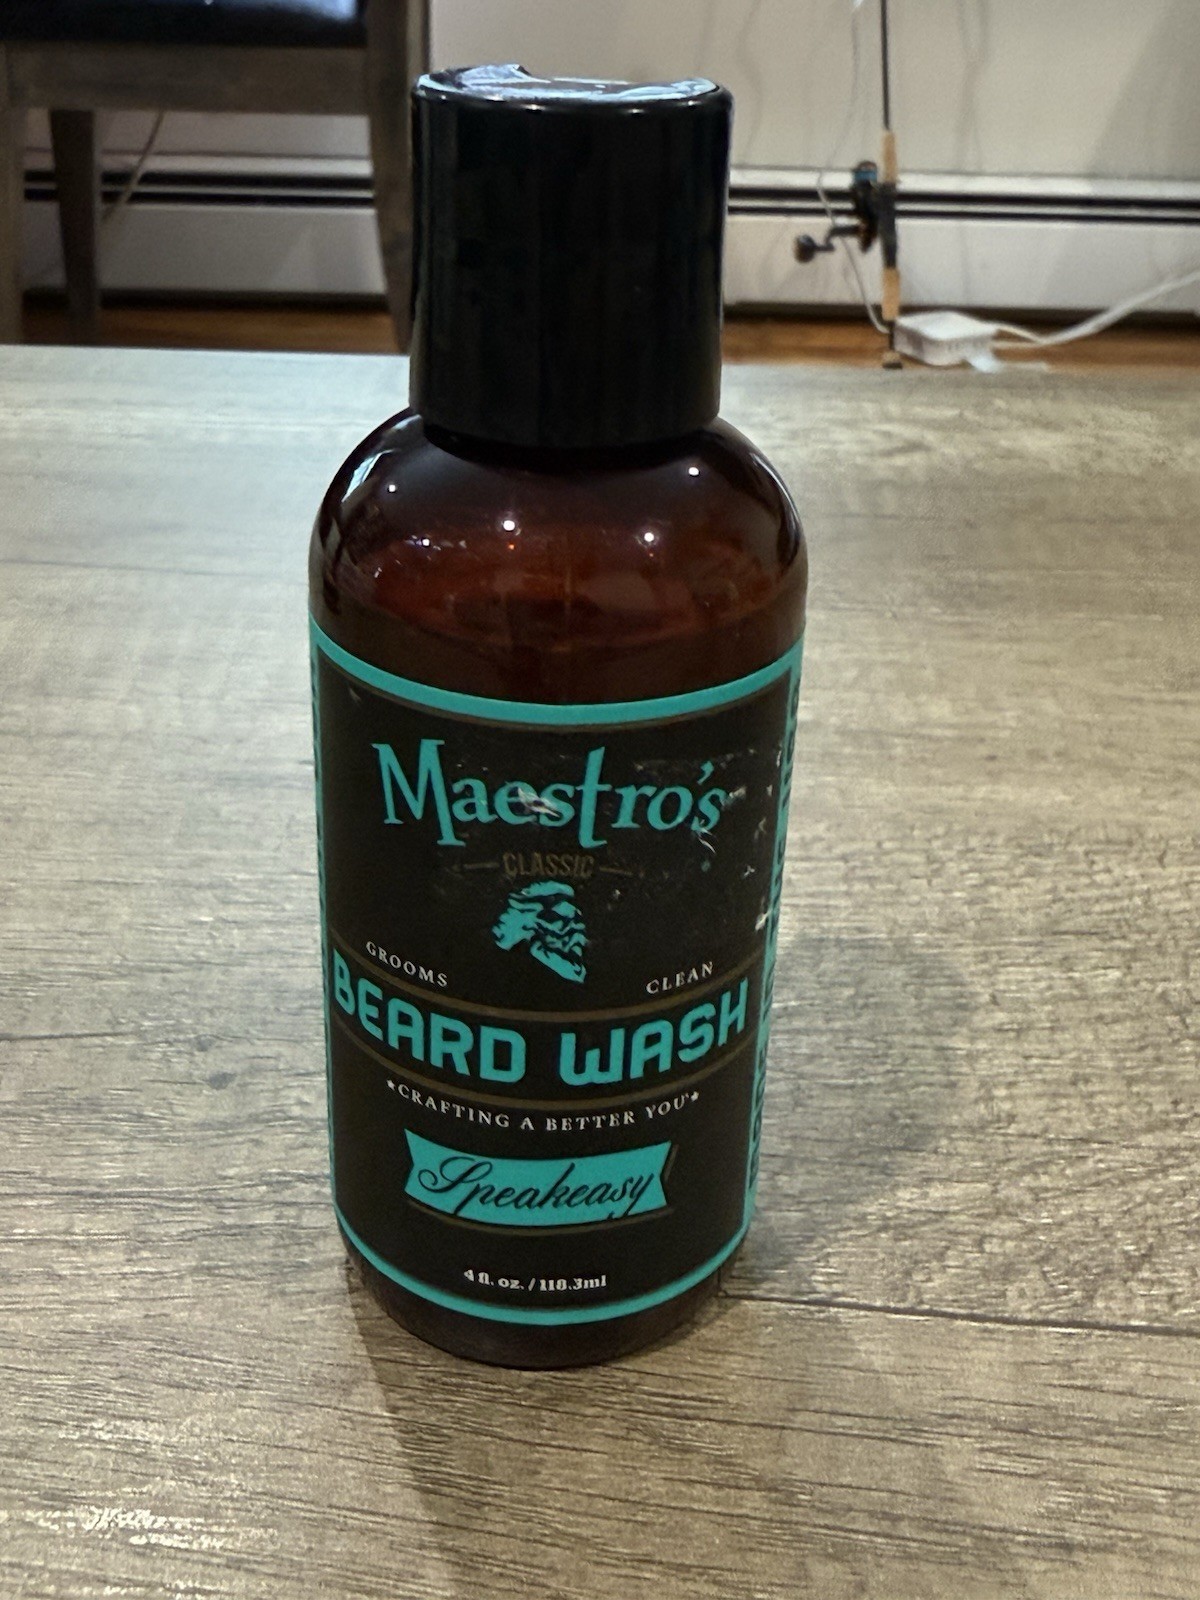 Maestro's
CLASSIC
GROOMS
CLEAN
BEARD WASH
*CRAFTING A BETTER YOU*
Speakeasy
4 fl. oz. / 118.3ml